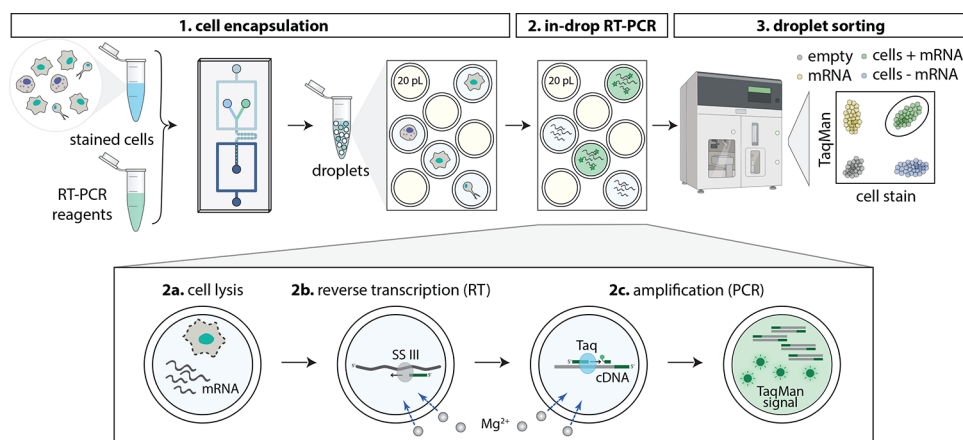 1. cell encapsulation
2. in-drop RT-PCR
3. droplet sorting
stained cells
RT-PCR
reagents
droplets
20 pL
20 pL
empty
cells + mRNA
mRNA
cells - mRNA
TaqMan
cell stain
2a. cell lysis
2b. reverse transcription (RT)
2c. amplification (PCR)
mRNA
SS III
5'
Mg²⁺
Taq
5'
5'
cDNA
TaqMan
signal